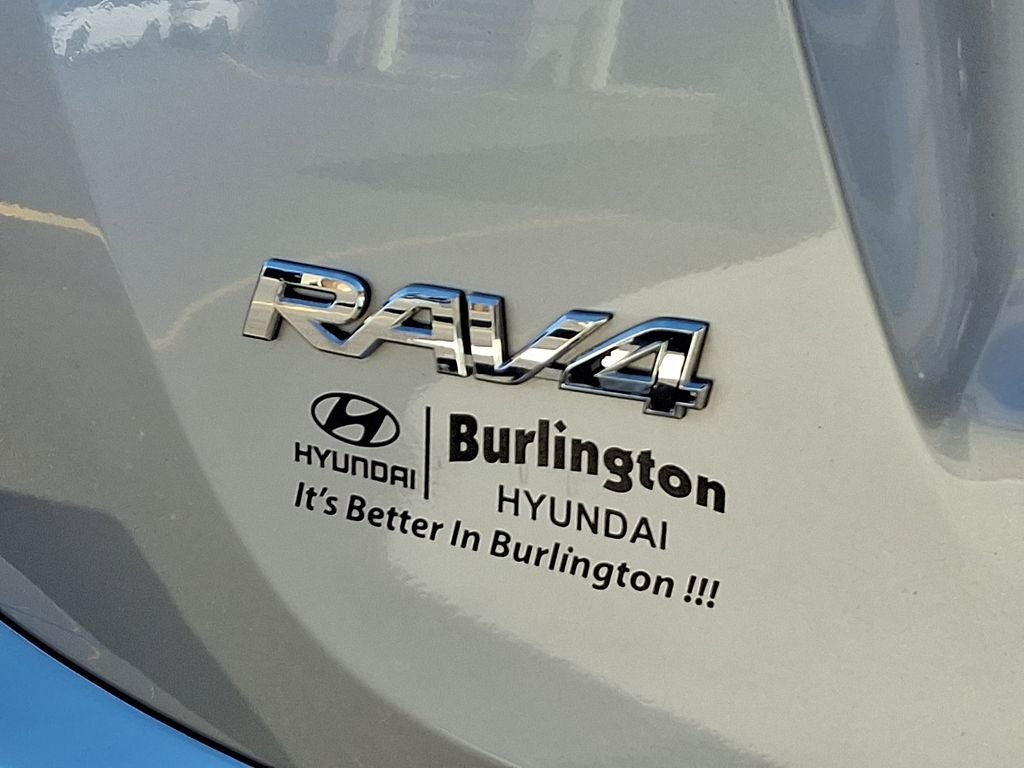 RAV4
HYUNDAI
Burlington
HYUNDAI
It's Better In Burlington !!!